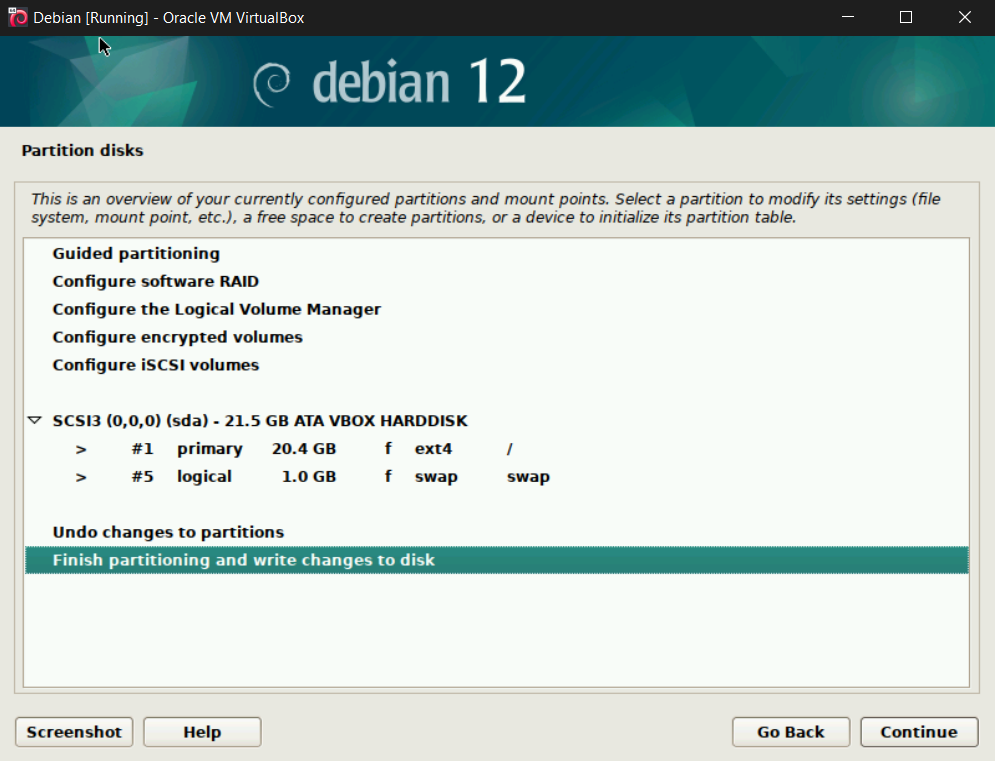 Debian [Running] - Oracle VM VirtualBox
debian 12
Partition disks
This is an overview of your currently configured partitions and mount points. Select a partition to modify its settings (file
system, mount point, etc.), a free space to create partitions, or a device to initialize its partition table.
Guided partitioning
Configure software RAID
Configure the Logical Volume Manager
Configure encrypted volumes
Configure iSCSI volumes
SCSI3 (0,0,0) (sda) - 21.5 GB ATA VBOX HARDDISK
> #1 primary 20.4 GB f ext4 /
> #5 logical 1.0 GB f swap swap
Undo changes to partitions
Finish partitioning and write changes to disk
Screenshot Help Go Back Continue